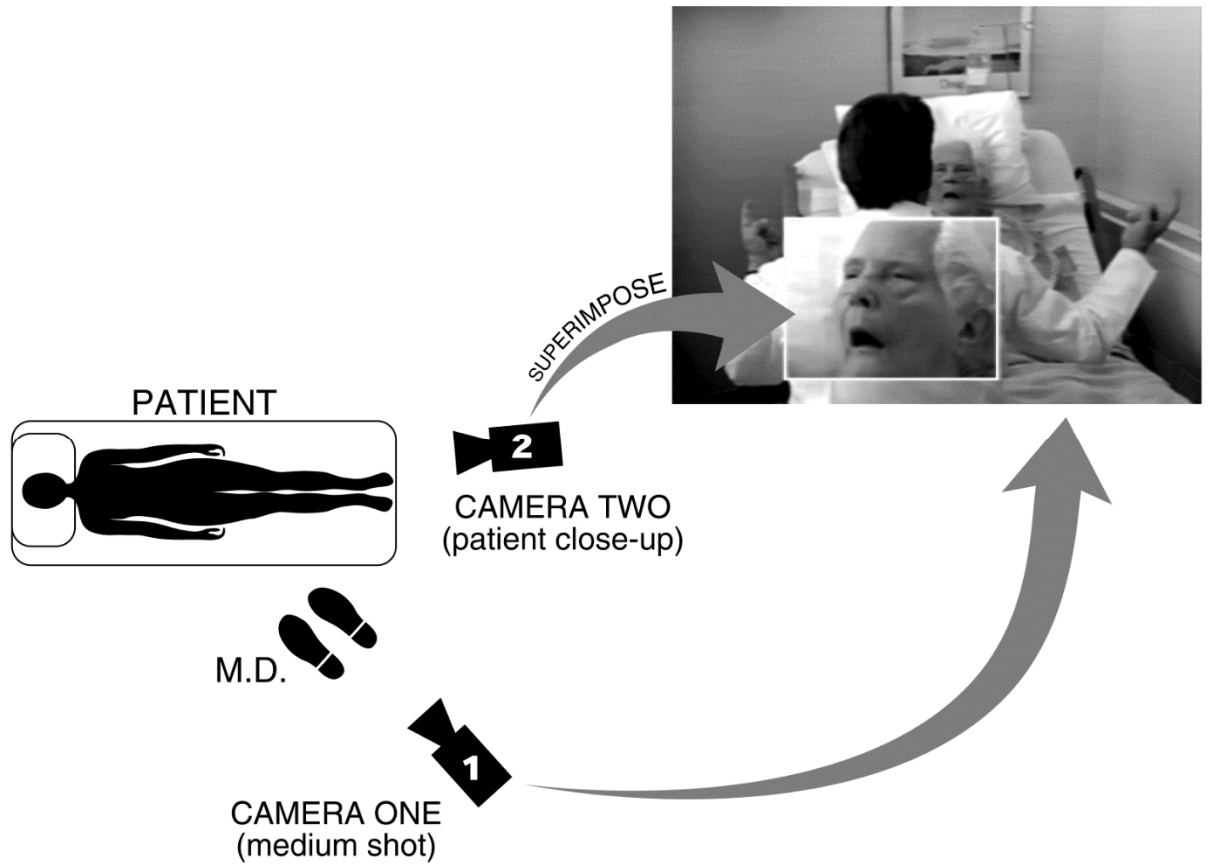 SUPERIMPOSE
PATIENT
2
CAMERA TWO
(patient close-up)
M.D.
1
CAMERA ONE
(medium shot)